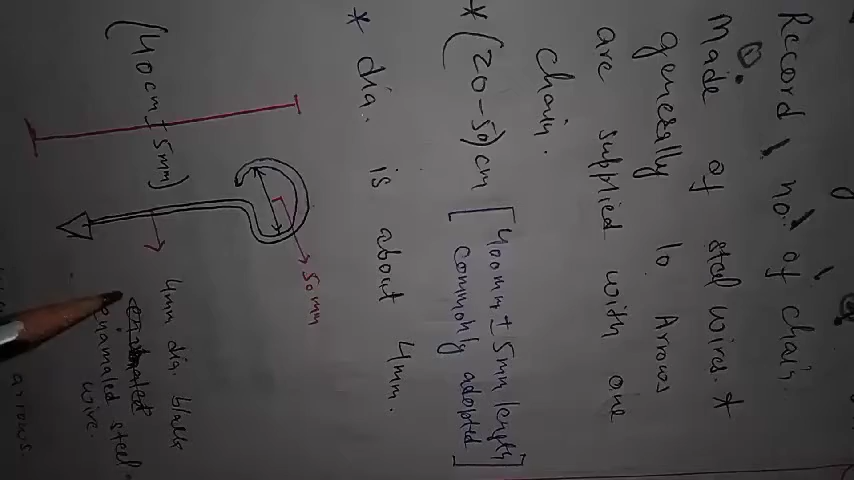 Record no. of chain.
Made of steel wires. *
generally 10 Arrows
are supplied with one
chain.
* (20-50) cm [400mm ± 5mm length
commonly adopted]
* dia. is about 4mm.
50 mm
(40cm ± 5mm)
4mm dia. black
enamaled steel
wire.
arrows.